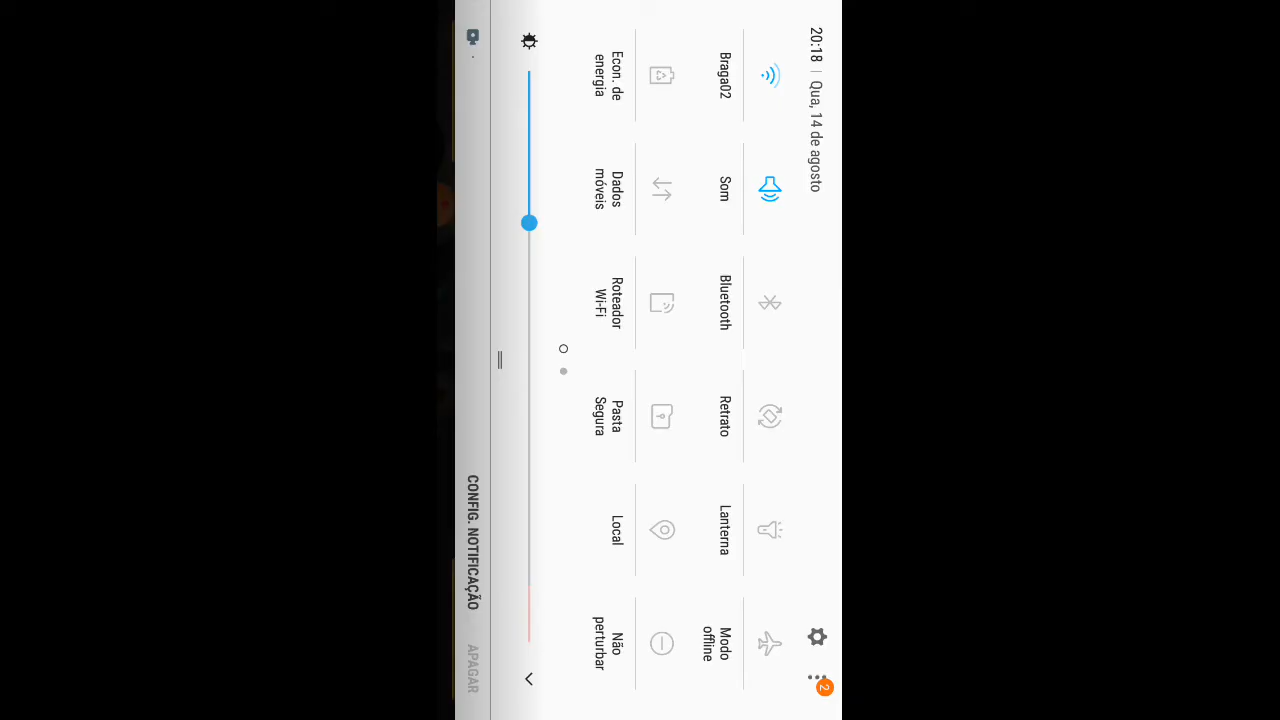 20:18 | Qua, 14 de agosto
2
Braga02
Som
Bluetooth
Retrato
Lanterna
Modo
offline
Econ. de
energia
Dados
móveis
Roteador
Wi-Fi
Pasta
Segura
Local
Não
perturbar
CONFIG. NOTIFICAÇÃO
APAGAR